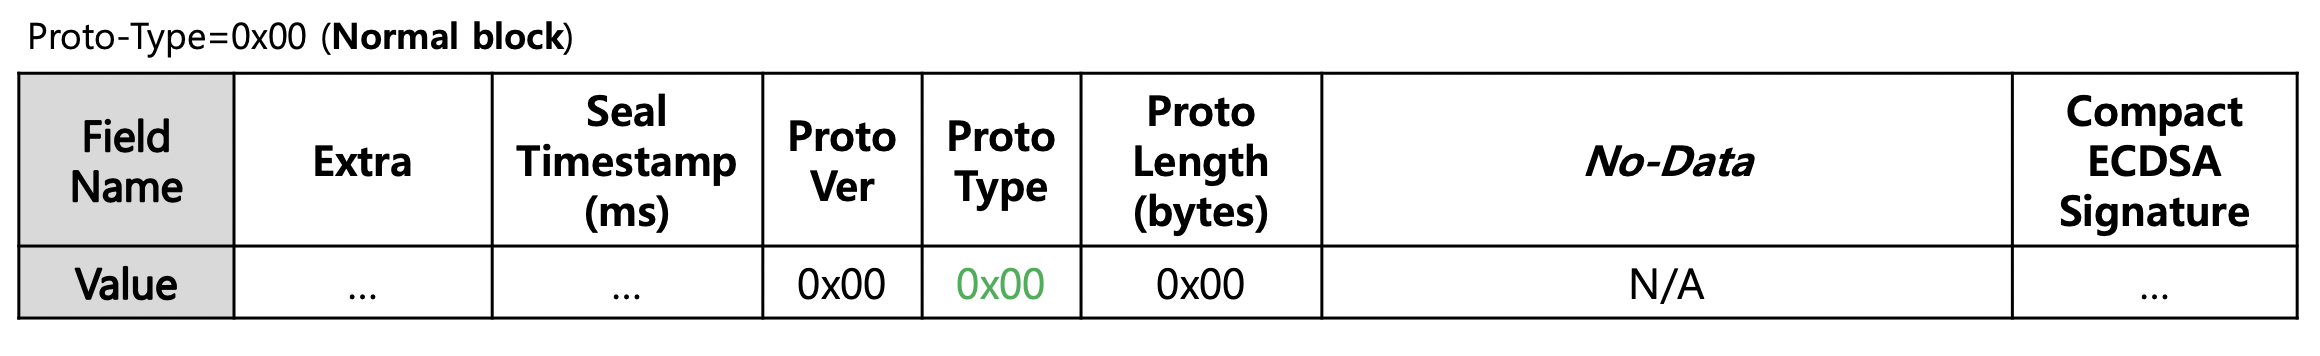 Proto-Type=0x00 (Normal block)
Field
Name
Extra
Seal
Timestamp
(ms)
Proto
Ver
Proto
Type
Proto
Length
(bytes)
No-Data
Compact
ECDSA
Signature
Value
...
...
0x00
0x00
0x00
N/A
...